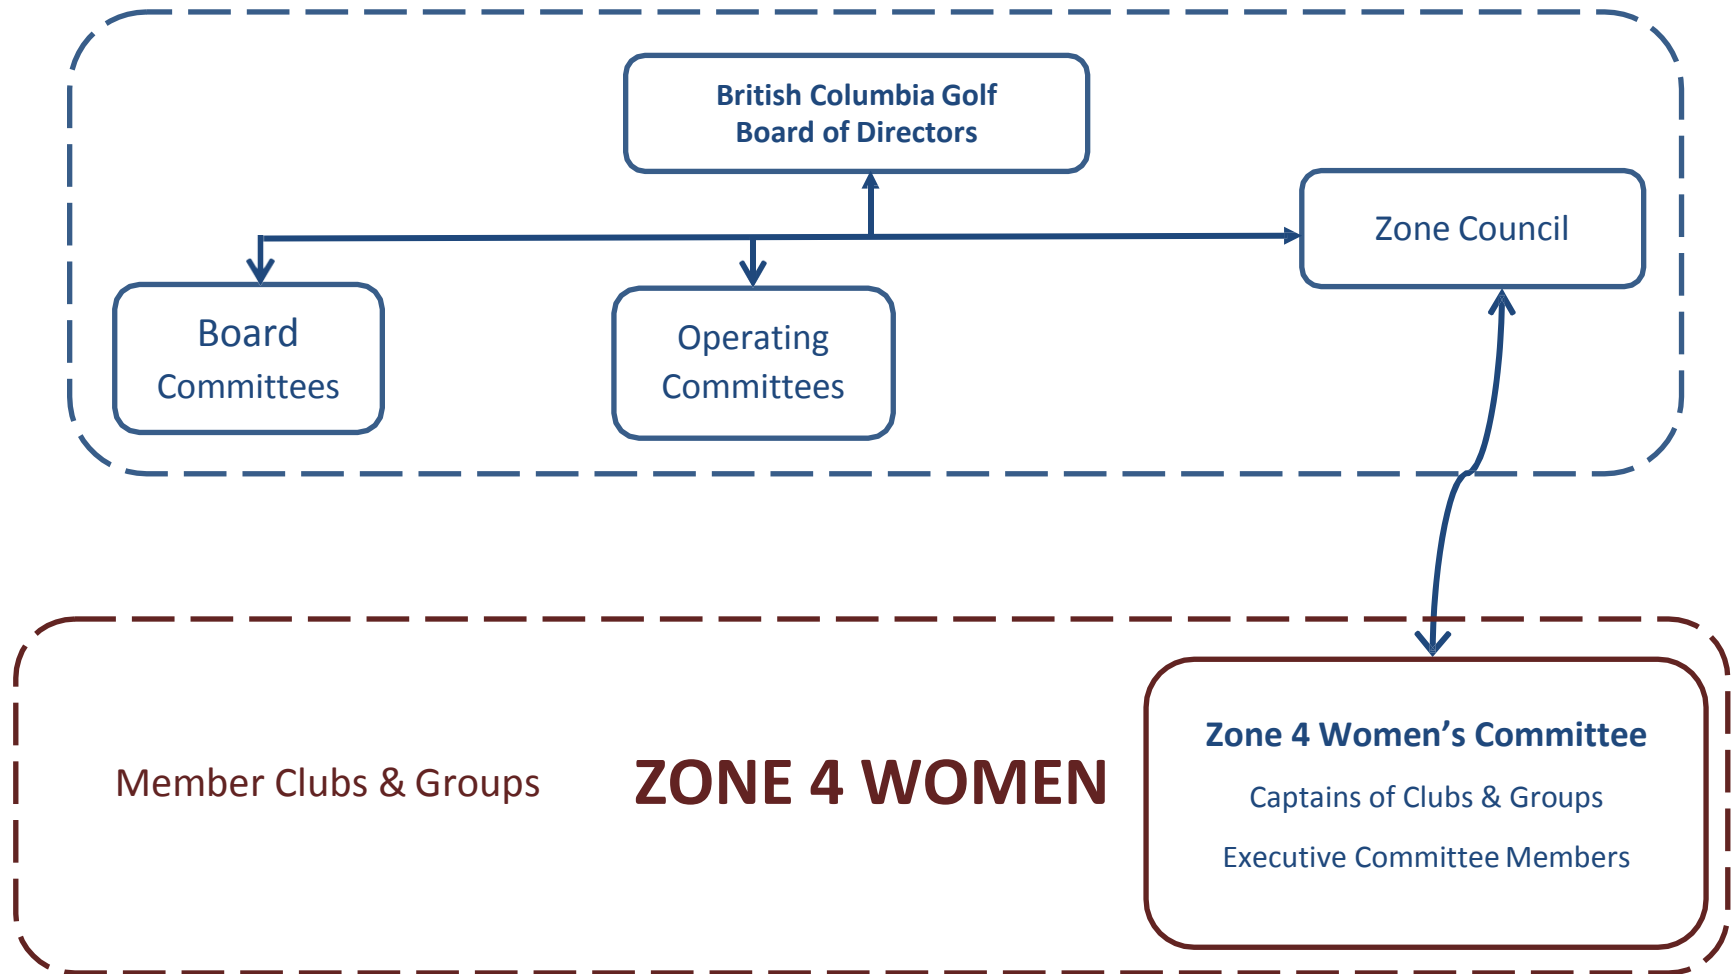 British Columbia Golf
Board of Directors
Zone Council
Board
Committees
Operating
Committees
Member Clubs & Groups
ZONE 4 WOMEN
Zone 4 Women’s Committee
Captains of Clubs & Groups
Executive Committee Members